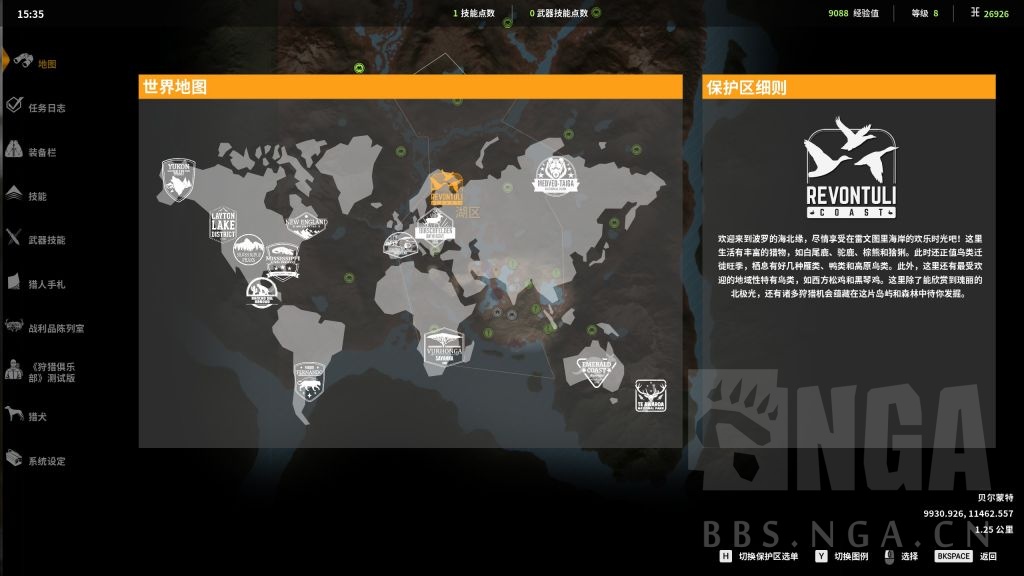 15:35
1 技能点数
0 武器技能点数
9088 经验值
等级 8
26926
地图
任务日志
装备栏
技能
武器技能
猎人手札
战利品陈列室
《狩猎俱乐
部》测试版
猎犬
系统设定
世界地图
YUKON
VALLEY
LAYTON
LAKE
DISTRICT
NEW ENGLAND
MISSISSIPPI
RANCHO DEL
ARROYO
PARQUE
FERNANDO
REVONTULI
COAST
湖区
HIRSCHFELDEN
MEDVED-TAIGA
NATIONAL PARK
VURHONGA
SAVANNA
EMERALD
COAST
TE AWAROA
NATIONAL PARK
保护区细则
REVONTULI
COAST
欢迎来到波罗的海北缘，尽情享受在雷文图里海岸的欢乐时光吧！这里
生活有丰富的猎物，如白尾鹿、驼鹿、棕熊和猞猁。此时还正值鸟类迁
徙旺季，栖息有好几种雁类、鸭类和高原鸟类。此外，这里还有最受欢
迎的地域性特有鸟类，如西方松鸡和黑琴鸡。这里除了能欣赏到瑰丽的
北极光，还有诸多狩猎机会蕴藏在这片岛屿和森林中待你发掘。
NGA
BBS.NGA.CN
贝尔蒙特
9930.926, 11462.557
1.25 公里
H 切换保护区选单
Y 切换图例
选择
BKSPACE 返回